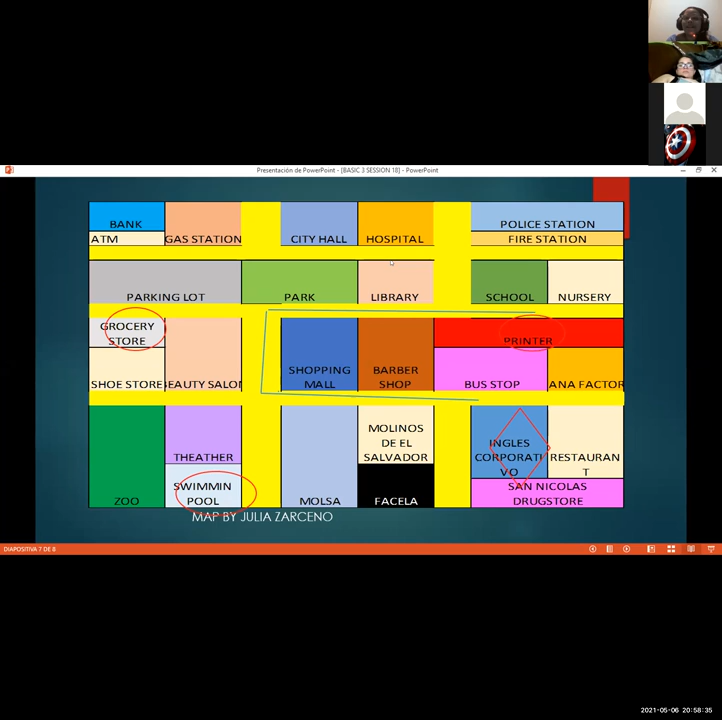 Presentación de PowerPoint - [BASIC 3 SESSION 18] - PowerPoint
BANK
ATM
GAS STATION
CITY HALL
HOSPITAL
POLICE STATION
FIRE STATION
PARKING LOT
PARK
LIBRARY
SCHOOL
NURSERY
GROCERY
STORE
SHOE STORE
BEAUTY SALON
SHOPPING
MALL
BARBER
SHOP
PRINTER
BUS STOP
ANA FACTOR
ZOO
THEATHER
SWIMMIN
POOL
MOLSA
MOLINOS
DE EL
SALVADOR
FACELA
INGLES
CORPORATI
VO
RESTAURAN
T
SAN NICOLAS
DRUGSTORE
MAP BY JULIA ZARCENO
DIAPOSITIVA 7 DE 8
2021-05-06 20:58:35